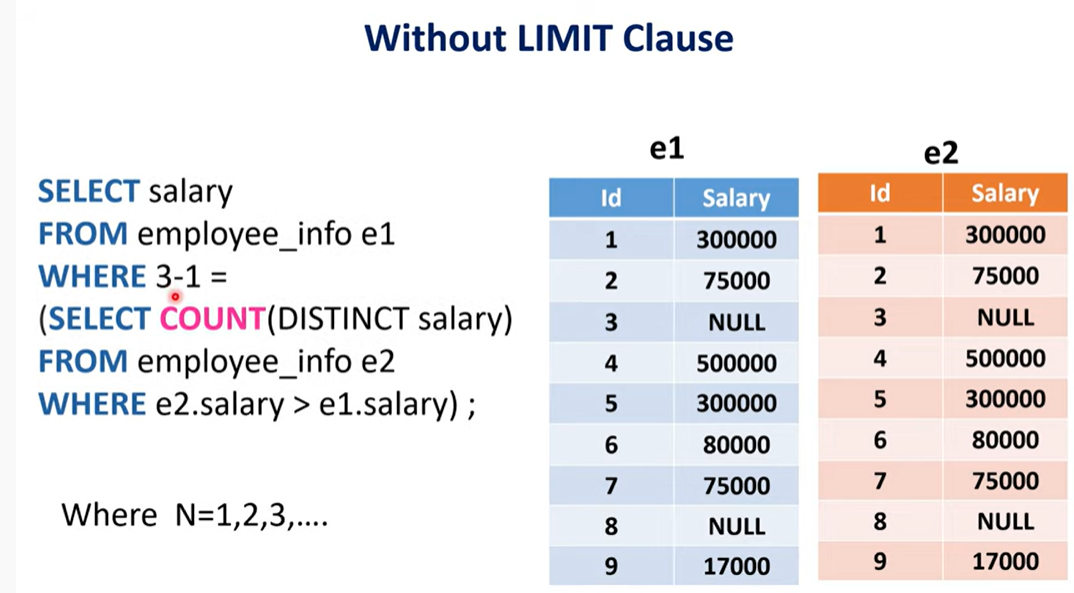 Without LIMIT Clause
SELECT salary
FROM employee_info e1
WHERE 3-1 =
(SELECT COUNT(DISTINCT salary)
FROM employee_info e2
WHERE e2.salary > e1.salary) ;
Where N=1,2,3,....
e1
Id Salary
1 300000
2 75000
3 NULL
4 500000
5 300000
6 80000
7 75000
8 NULL
9 17000
e2
Id Salary
1 300000
2 75000
3 NULL
4 500000
5 300000
6 80000
7 75000
8 NULL
9 17000